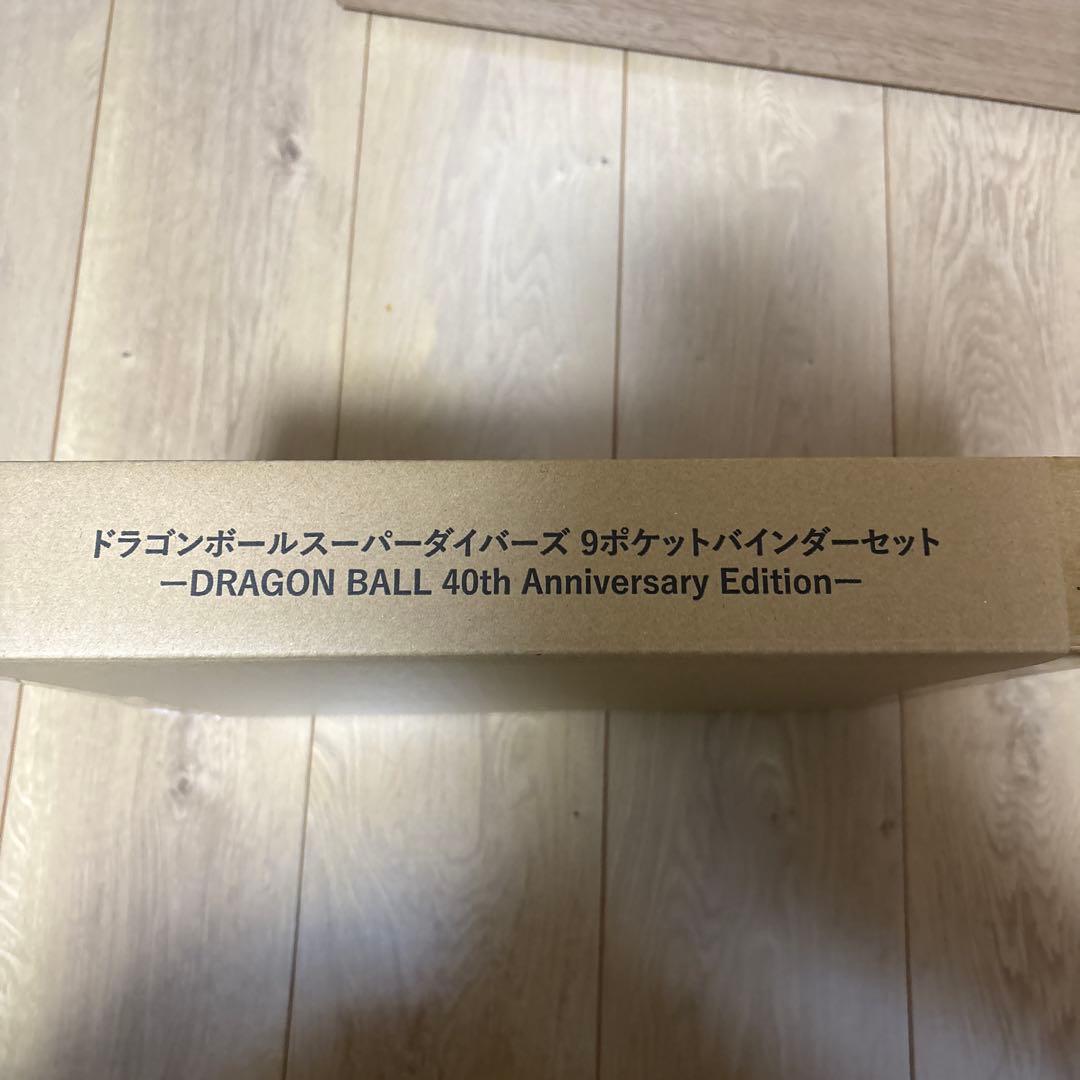 ドラゴンボールスーパーダイバーズ 9ポケットバインダーセット
ーDRAGON BALL 40th Anniversary Editionー